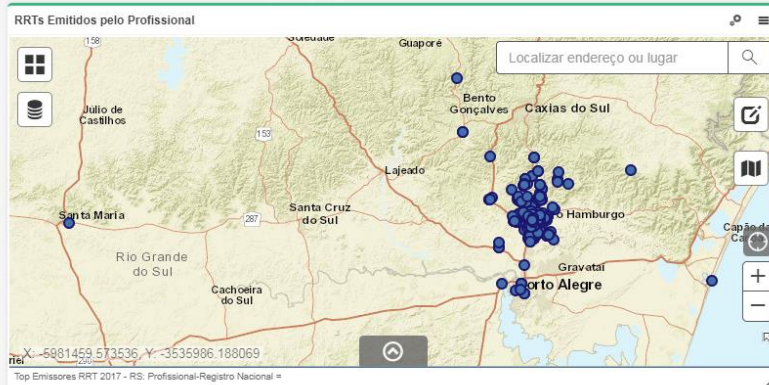 RRTs Emitidos pelo Profissional
158
Soledade
Guaporé
Localizar endereço ou lugar
Júlio de
Castilhos
Bento
Gonçalves
Caxias do Sul
153
Lajeado
Santa Cruz
do Sul
Santa Maria
287
o Hamburgo
Capão da
Rio Grande
do Sul
Gravataí
Cachoeira
do Sul
orto Alegre
X: -5981459.573536, Y: -3535986.188069
290
Top Emissores RRT 2017 - RS: Profissional-Registro Nacional =